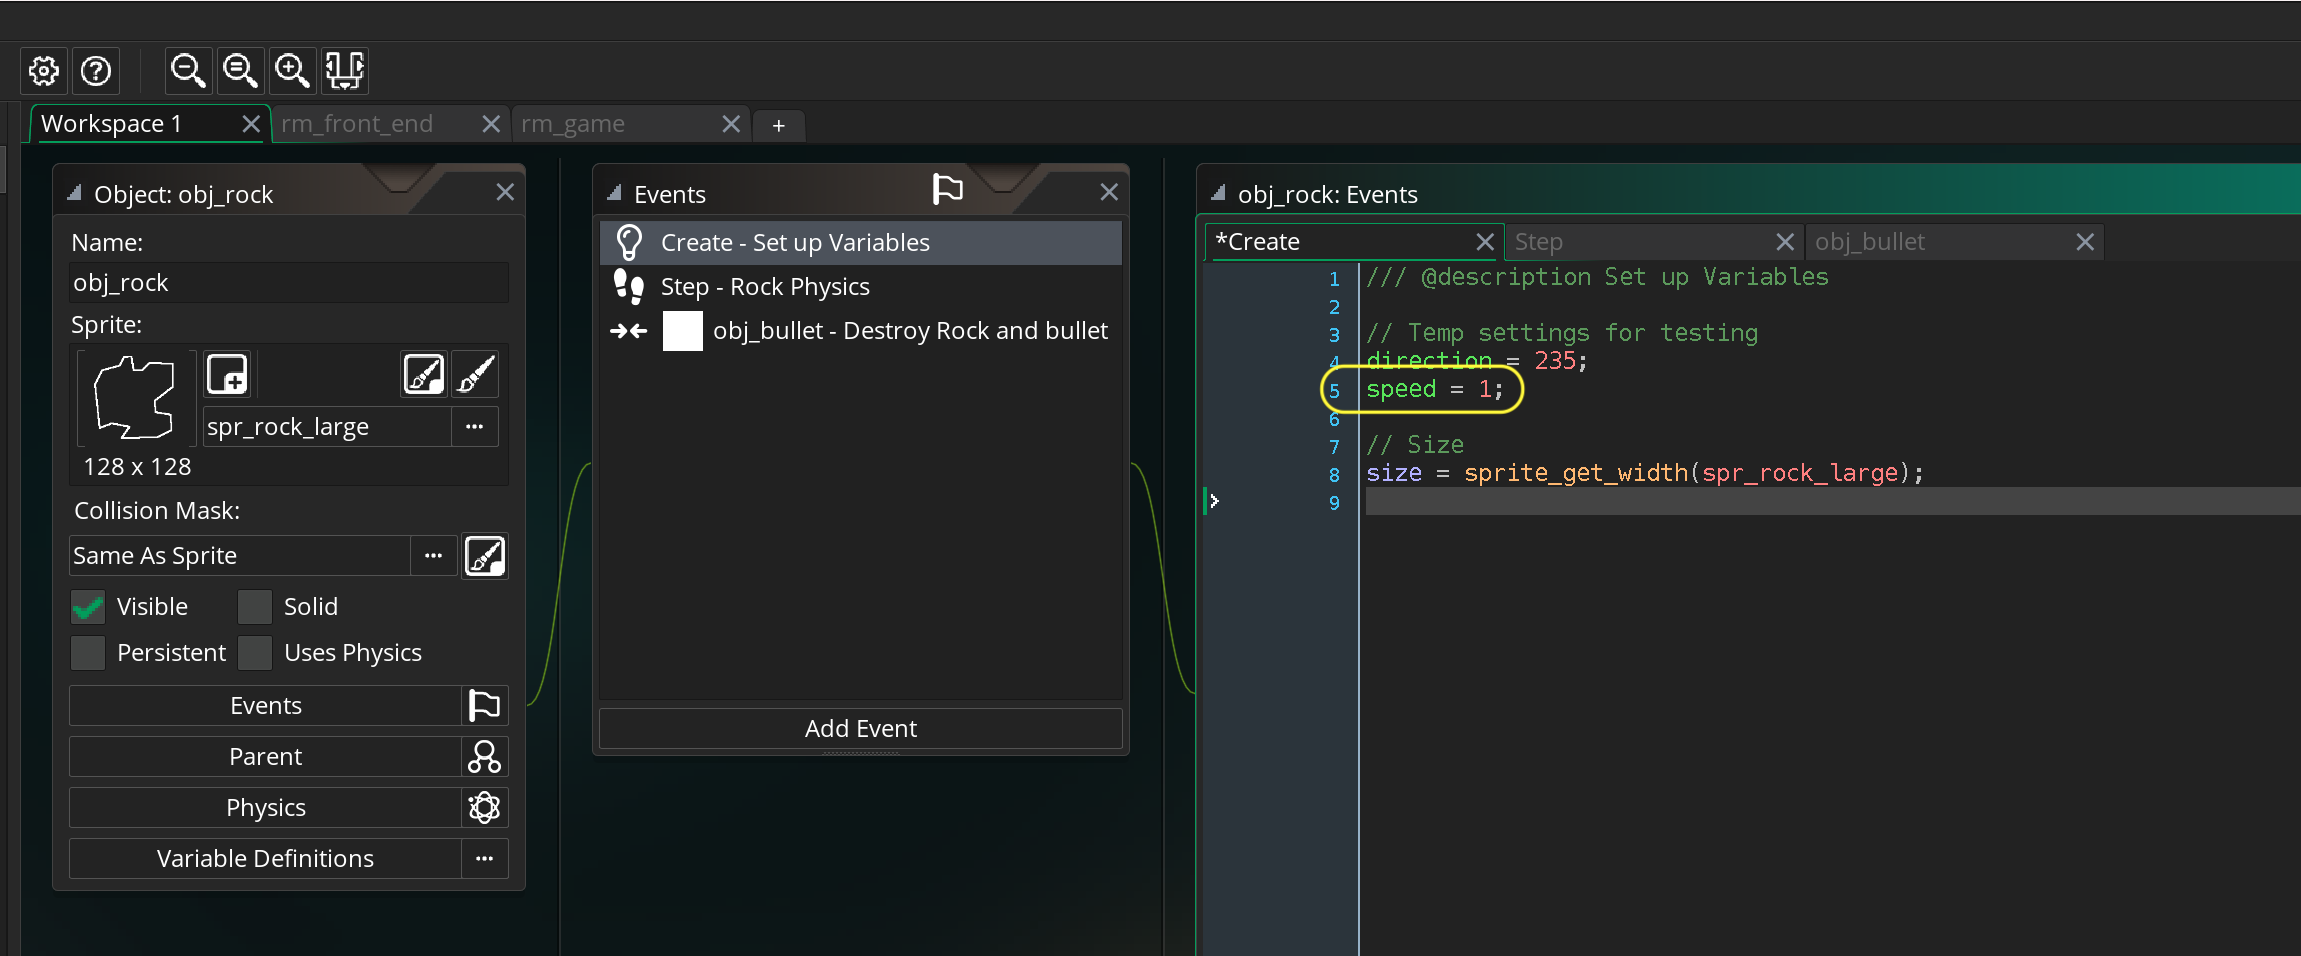 Workspace 1
rm_front_end
rm_game
+
Object: obj_rock
Name:
obj_rock
Sprite:
spr_rock_large
...
128 x 128
Collision Mask:
Same As Sprite
...
Visible
Solid
Persistent
Uses Physics
Events
Parent
Physics
Variable Definitions
...
Events
Create - Set up Variables
Step - Rock Physics
obj_bullet - Destroy Rock and bullet
Add Event
obj_rock: Events
*Create
Step
obj_bullet
1 /// @description Set up Variables
2
3 // Temp settings for testing
4 direction = 235;
5 speed = 1;
6
7 // Size
8 size = sprite_get_width(spr_rock_large);
9